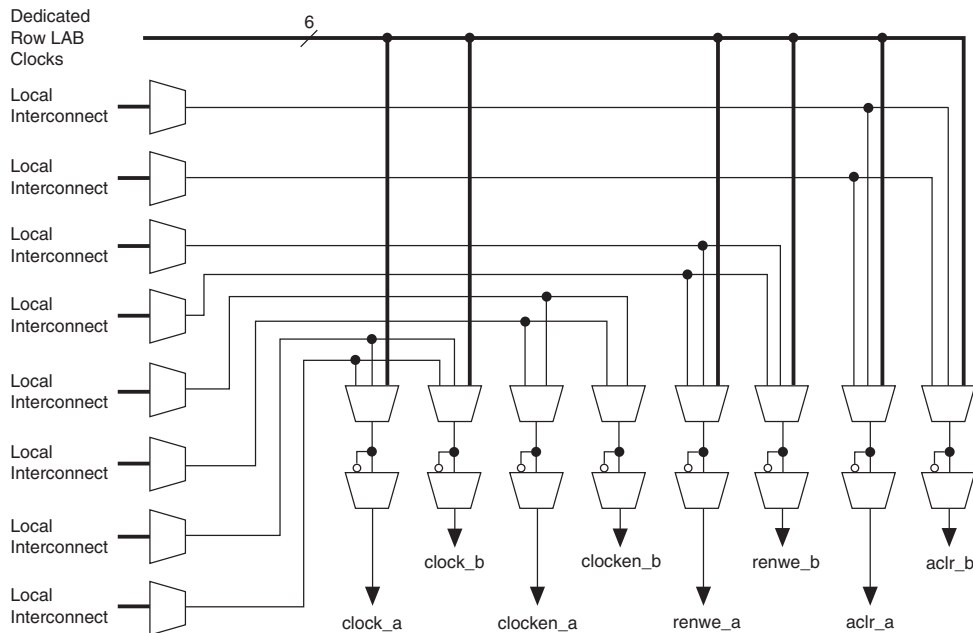 Dedicated
Row LAB
Clocks
6
Local
Interconnect
Local
Interconnect
Local
Interconnect
Local
Interconnect
Local
Interconnect
Local
Interconnect
Local
Interconnect
Local
Interconnect
clock_b
clocken_b
renwe_b
aclr_b
clock_a
clocken_a
renwe_a
aclr_a